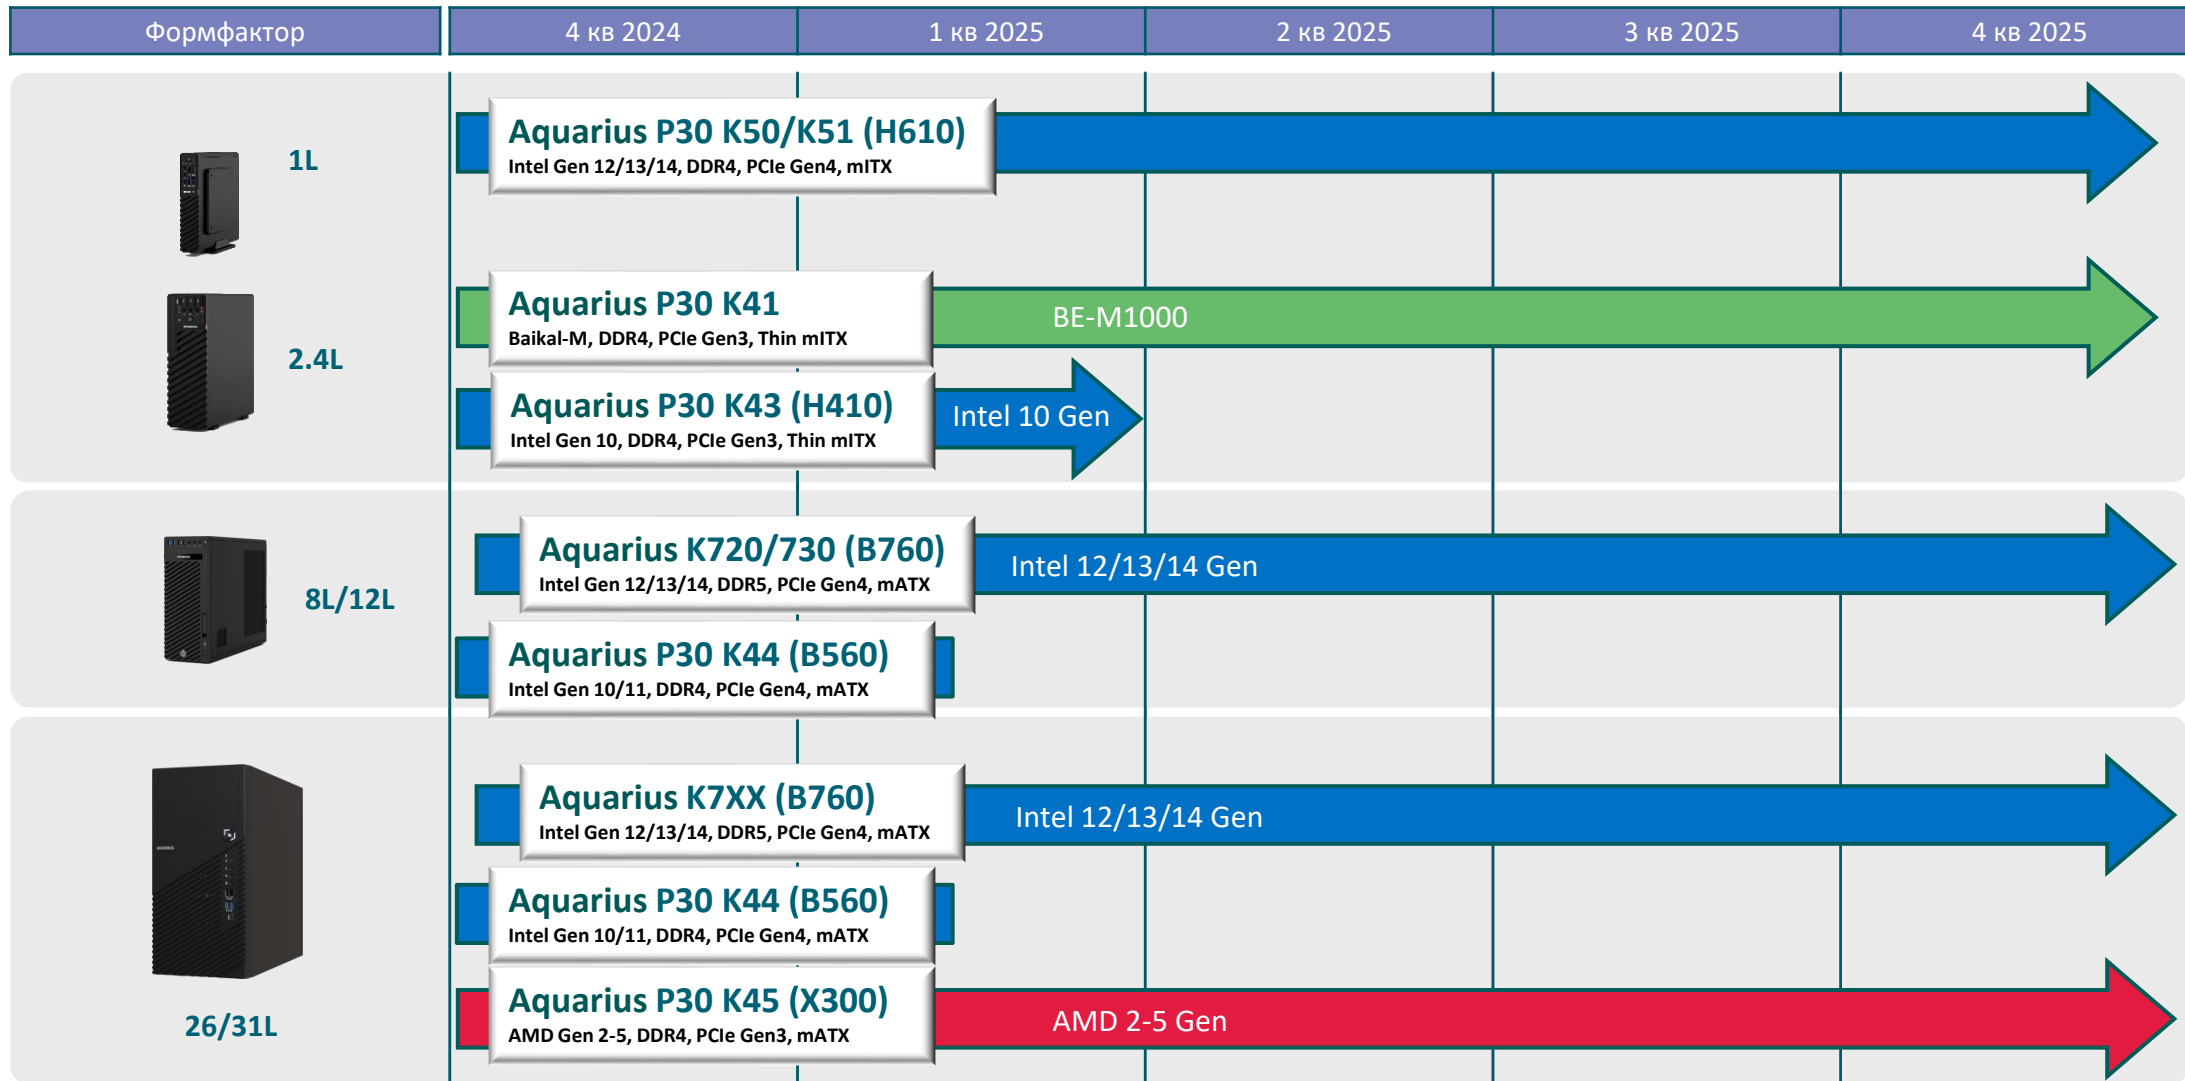 Формфактор
4 кв 2024
1 кв 2025
2 кв 2025
3 кв 2025
4 кв 2025
1L
Aquarius P30 K50/K51 (H610)
Intel Gen 12/13/14, DDR4, PCIe Gen4, mITX
2.4L
Aquarius P30 K41
Baikal-M, DDR4, PCIe Gen3, Thin mITX
BE-M1000
Aquarius P30 K43 (H410)
Intel Gen 10, DDR4, PCIe Gen3, Thin mITX
Intel 10 Gen
8L/12L
Aquarius K720/730 (B760)
Intel Gen 12/13/14, DDR5, PCIe Gen4, mATX
Intel 12/13/14 Gen
Aquarius P30 K44 (B560)
Intel Gen 10/11, DDR4, PCIe Gen4, mATX
26/31L
Aquarius K7XX (B760)
Intel Gen 12/13/14, DDR5, PCIe Gen4, mATX
Intel 12/13/14 Gen
Aquarius P30 K44 (B560)
Intel Gen 10/11, DDR4, PCIe Gen4, mATX
Aquarius P30 K45 (X300)
AMD Gen 2-5, DDR4, PCIe Gen3, mATX
AMD 2-5 Gen